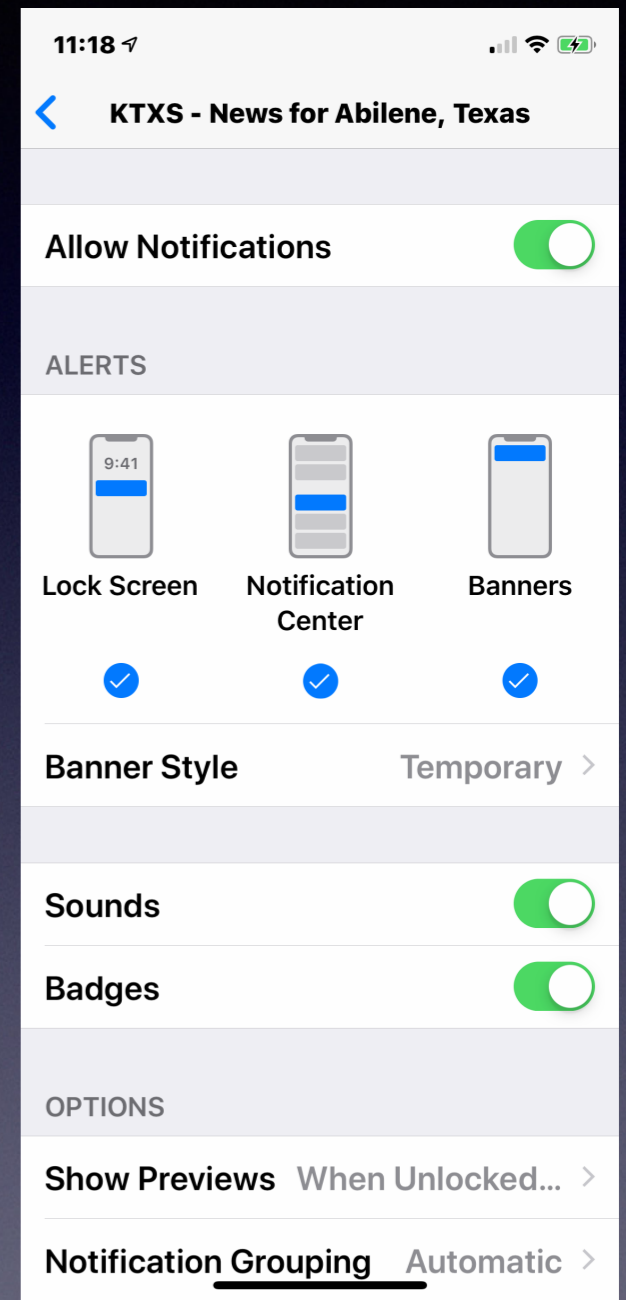 11:18
KTXS - News for Abilene, Texas
Allow Notifications
ALERTS
9:41
Lock Screen
Notification
Center
Banners
Banner Style Temporary
Sounds
Badges
OPTIONS
Show Previews When Unlocked...
Notification Grouping Automatic